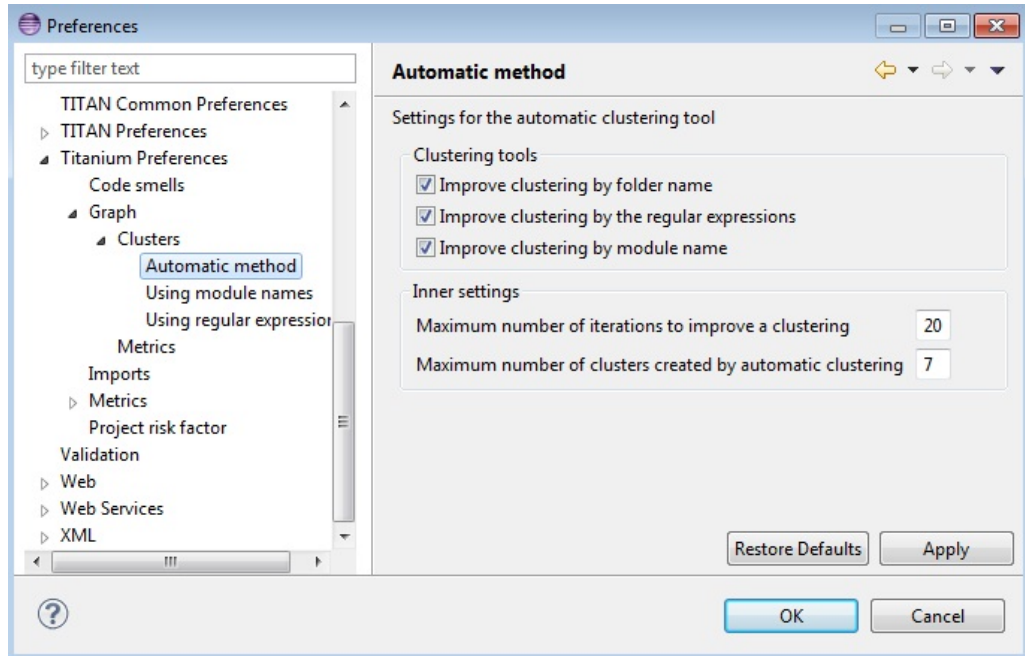 Preferences
type filter text
TITAN Common Preferences
TITAN Preferences
Titanium Preferences
Code smells
Graph
Clusters
Automatic method
Using module names
Using regular expression
Metrics
Imports
Metrics
Project risk factor
Validation
Web
Web Services
XML
Automatic method
Settings for the automatic clustering tool
Clustering tools
Improve clustering by folder name
Improve clustering by the regular expressions
Improve clustering by module name
Inner settings
Maximum number of iterations to improve a clustering 20
Maximum number of clusters created by automatic clustering 7
Restore Defaults Apply
? OK Cancel